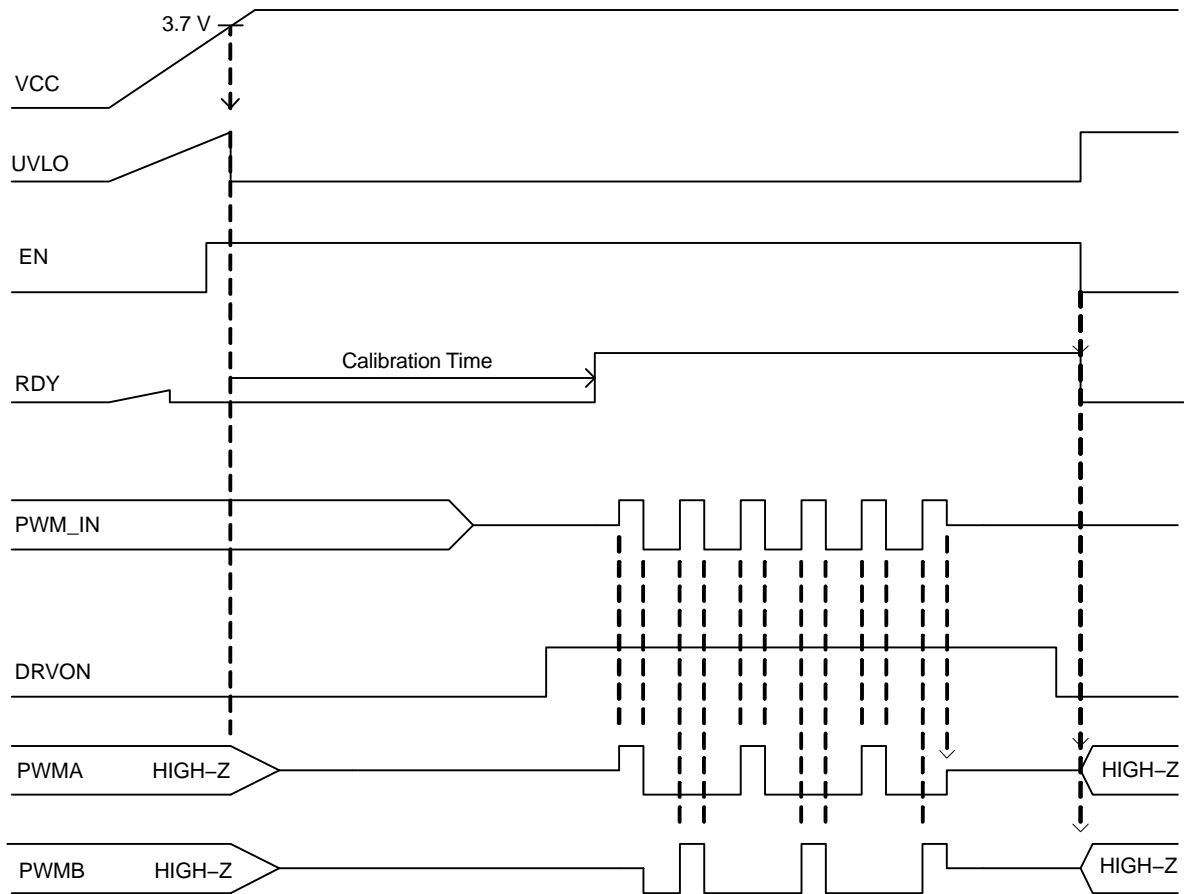 3.7 V
VCC
UVLO
EN
Calibration Time
RDY
PWM_IN
DRVON
PWMA HIGH–Z HIGH–Z
PWMB HIGH–Z HIGH–Z